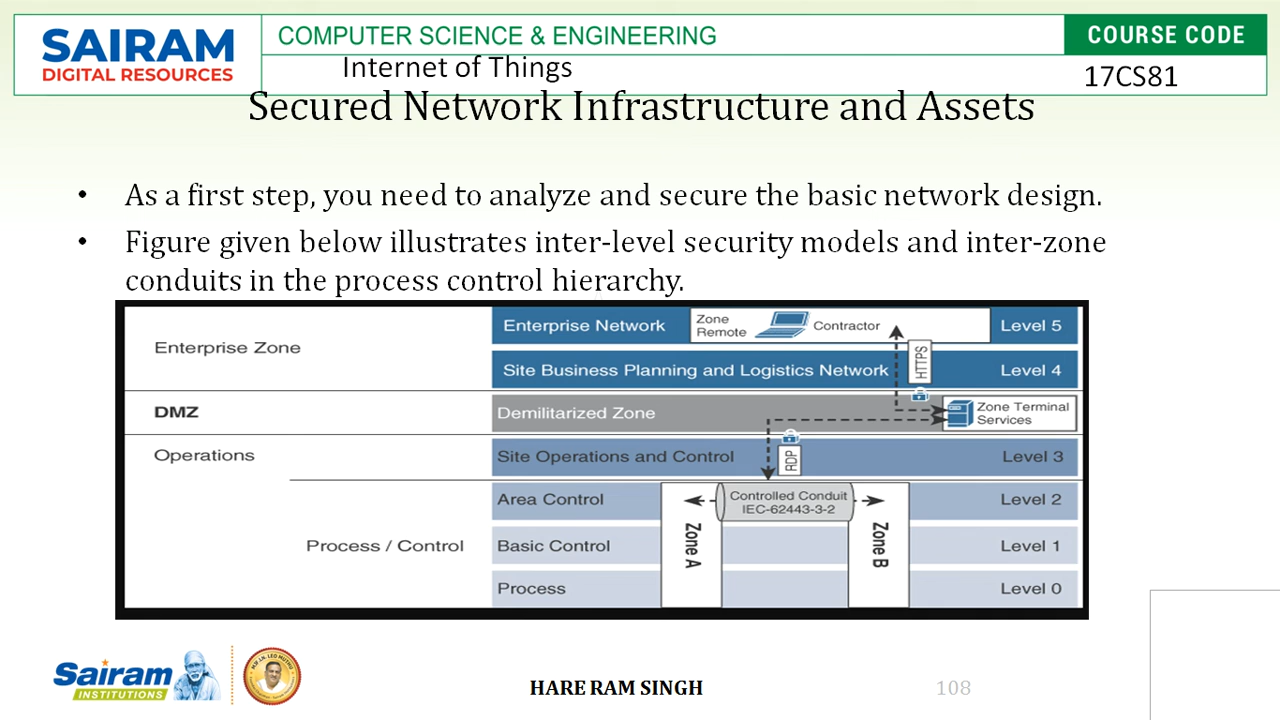 SAIRAM
DIGITAL RESOURCES
COMPUTER SCIENCE & ENGINEERING
COURSE CODE
Internet of Things
17CS81
Secured Network Infrastructure and Assets
• As a first step, you need to analyze and secure the basic network design.
• Figure given below illustrates inter-level security models and inter-zone
conduits in the process control hierarchy.
Enterprise Zone
Enterprise Network
Zone
Remote
Contractor
Level 5
HTTPS
Site Business Planning and Logistics Network
Level 4
DMZ
Demilitarized Zone
Zone Terminal
Services
Operations
Site Operations and Control
RDP
Level 3
Process / Control
Area Control
Controlled Conduit
IEC-62443-3-2
Level 2
Zone A
Zone B
Basic Control
Level 1
Process
Level 0
Sairam
INSTITUTIONS
HARE RAM SINGH
108